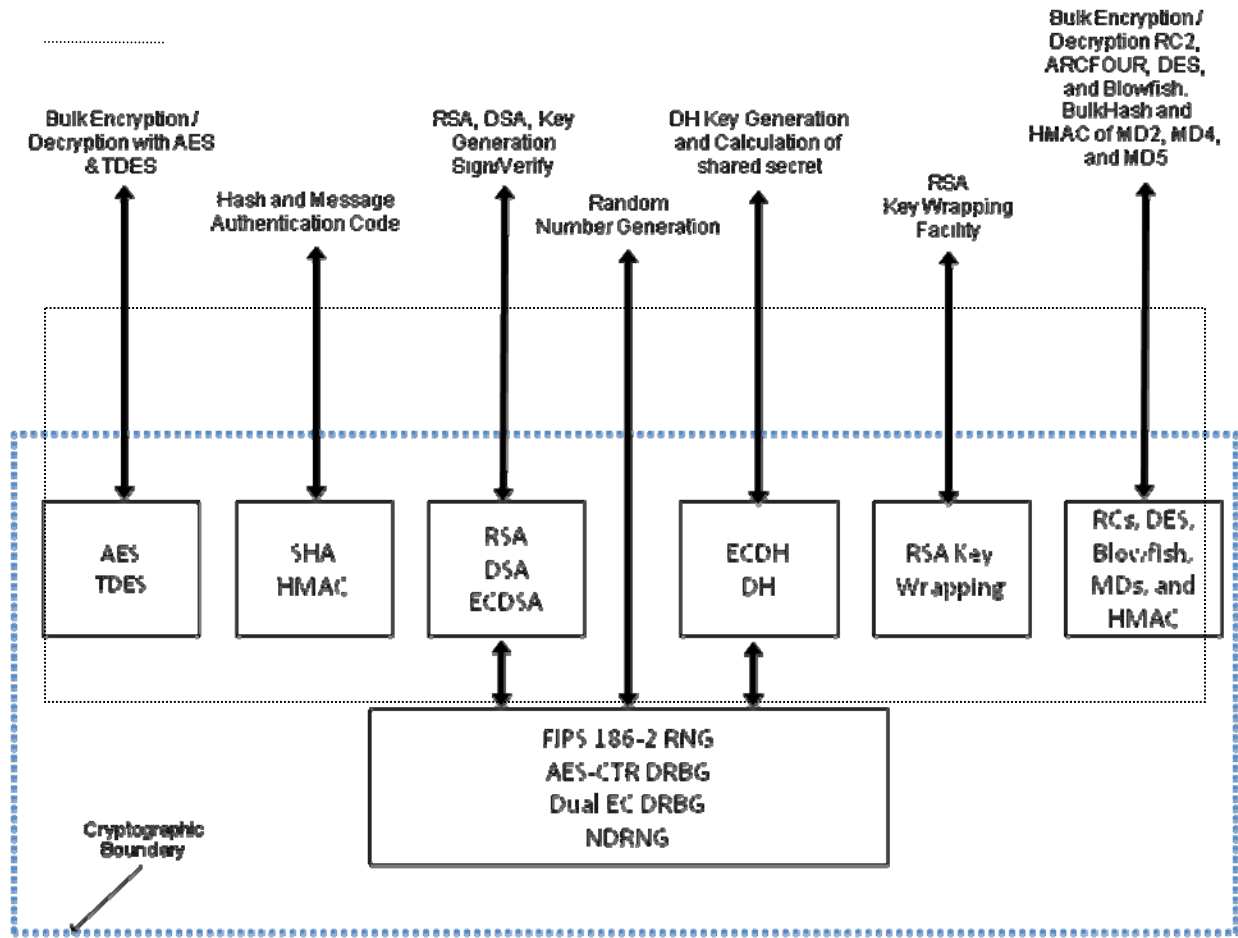 Bulk Encryption /
Decryption with AES
& TDES
Hash and Message
Authentication Code
RSA, DSA, Key
Generation
Sign/Verify
Random
Number Generation
DH Key Generation
and Calculation of
shared secret
RSA
Key Wrapping
Facility
Bulk Encryption /
Decryption RC2,
ARCFOUR, DES,
and Blowfish.
BulkHash and
HMAC of MD2, MD4,
and MD5
AES
TDES
SHA
HMAC
RSA
DSA
ECDSA
ECDH
DH
RSA Key
Wrapping
RCs, DES,
Blowfish,
MDs, and
HMAC
FIPS 186-2 RNG
AES-CTR DRBG
Dual EC DRBG
NDRNG
Cryptographic
Boundary